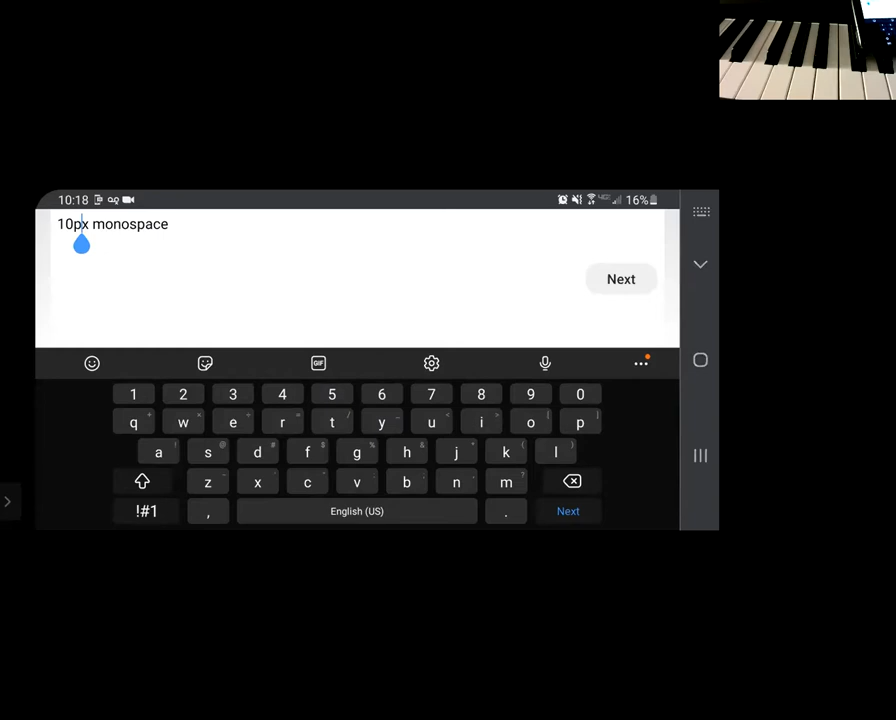 10:18 16%
10px monospace
Next
GIF
1 2 3 4 5 6 7 8 9 0
q w e r t y u i o p
a s d f g h j k l
z x c v b n m
!#1 , English (US) . Next